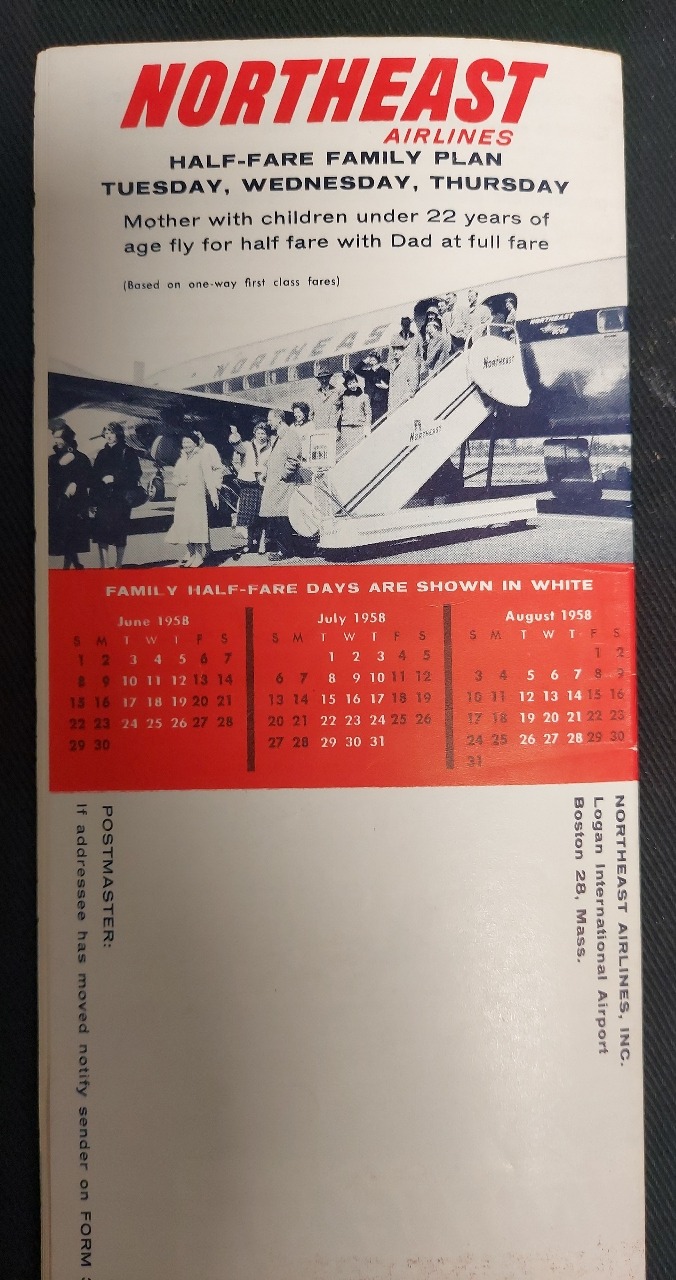 NORTHEAST
AIRLINES
HALF-FARE FAMILY PLAN
TUESDAY, WEDNESDAY, THURSDAY
Mother with children under 22 years of
age fly for half fare with Dad at full fare
(Based on one-way first class fares)
NORTHEAS
NORTHEAST
NORTHEAST
NORTHEAST
FAMILY HALF-FARE DAYS ARE SHOWN IN WHITE
June 1958
S M T W T F S
1 2 3 4 5 6 7
8 9 10 11 12 13 14
15 16 17 18 19 20 21
22 23 24 25 26 27 28
29 30
July 1958
S M T W T F S
1 2 3 4 5
6 7 8 9 10 11 12
13 14 15 16 17 18 19
20 21 22 23 24 25 26
27 28 29 30 31
August 1958
S M T W T F S
1 2
3 4 5 6 7 8 9
10 11 12 13 14 15 16
17 18 19 20 21 22 23
24 25 26 27 28 29 30
31
NORTHEAST AIRLINES, INC.
Logan International Airport
Boston 28, Mass.
POSTMASTER:
If addressee has moved notify sender on FORM